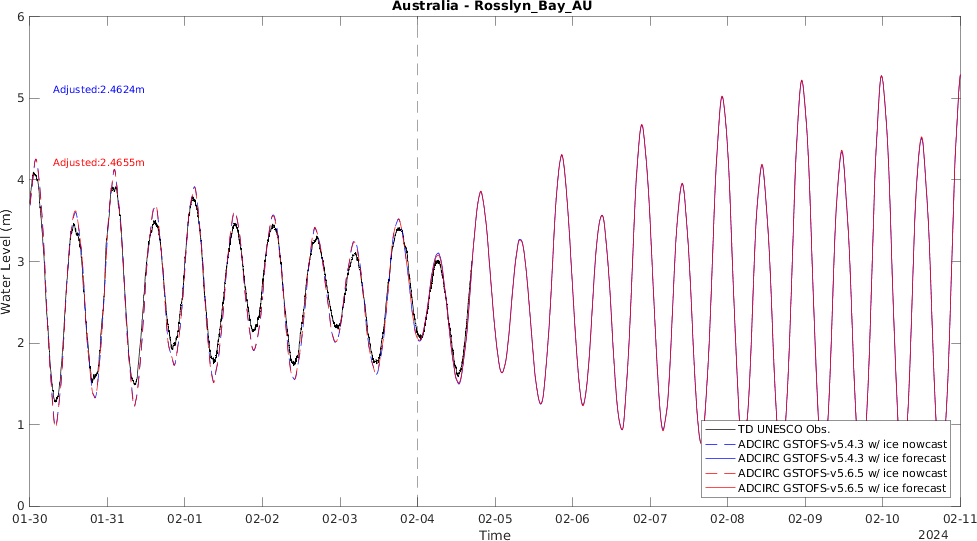 Australia - Rosslyn_Bay_AU
6
5
4
3
2
1
0
Water Level (m)
Adjusted:2.4624m
Adjusted:2.4655m
TD UNESCO Obs.
ADCIRC GSTOFS-v5.4.3 w/ ice nowcast
ADCIRC GSTOFS-v5.4.3 w/ ice forecast
ADCIRC GSTOFS-v5.6.5 w/ ice nowcast
ADCIRC GSTOFS-v5.6.5 w/ ice forecast
01-30 01-31 02-01 02-02 02-03 02-04 02-05 02-06 02-07 02-08 02-09 02-10 02-11
Time
2024